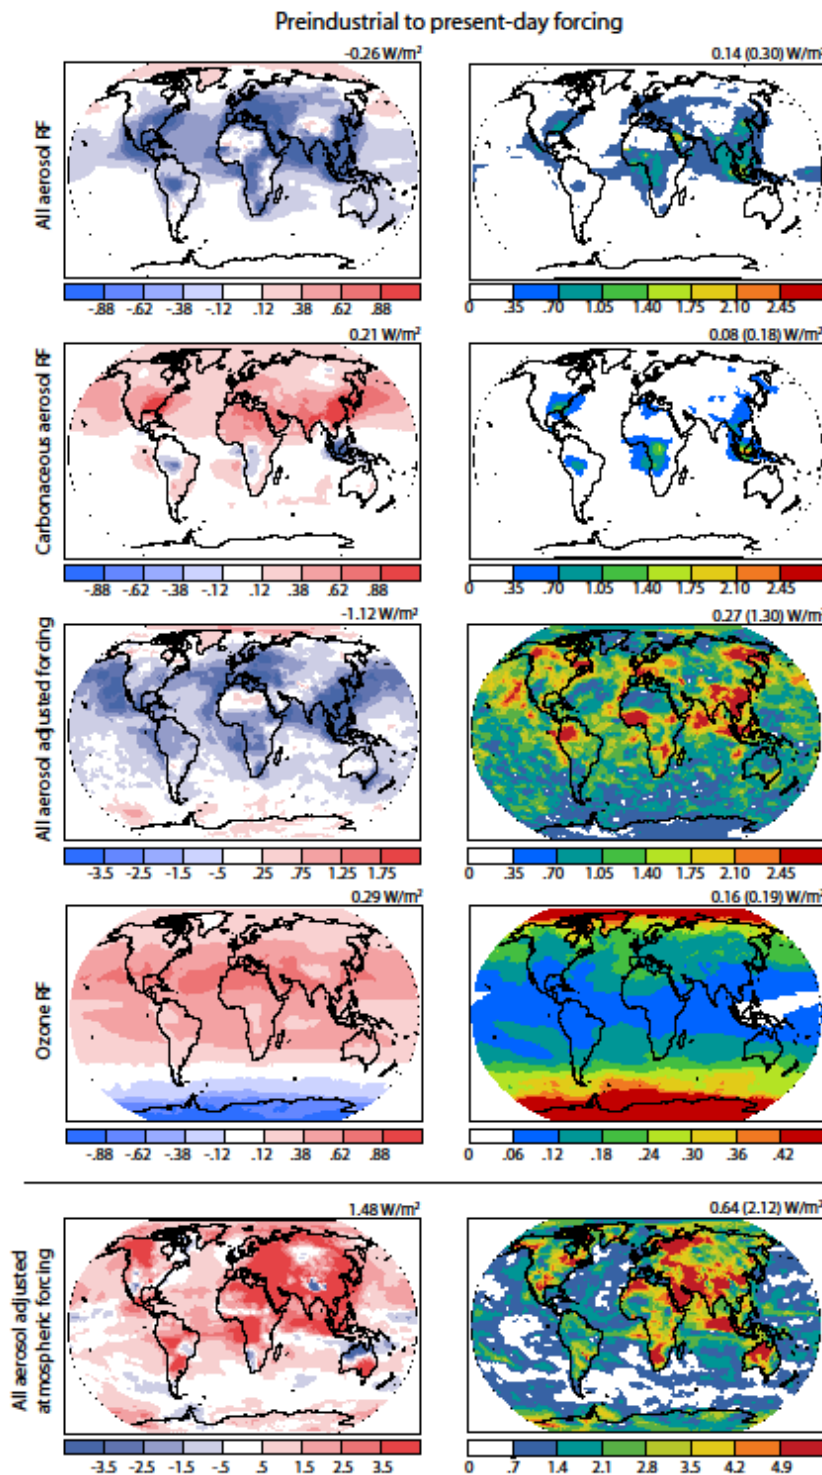 Preindustrial to present-day forcing
-0.26 W/m²
0.14 (0.30) W/m²
All aerosol RF
-.88 -.62 -.38 -.12 .12 .38 .62 .88
0 .35 .70 1.05 1.40 1.75 2.10 2.45
0.21 W/m²
0.08 (0.18) W/m²
Carbonaceous aerosol RF
-.88 -.62 -.38 -.12 .12 .38 .62 .88
0 .35 .70 1.05 1.40 1.75 2.10 2.45
-1.12 W/m²
0.27 (1.30) W/m²
All aerosol adjusted forcing
-3.5 -2.5 -1.5 -.5 .25 .75 1.25 1.75
0 .35 .70 1.05 1.40 1.75 2.10 2.45
0.29 W/m²
0.16 (0.19) W/m²
Ozone RF
-.88 -.62 -.38 -.12 .12 .38 .62 .88
0 .06 .12 .18 .24 .30 .36 .42
1.48 W/m²
0.64 (2.12) W/m²
All aerosol adjusted
atmospheric forcing
-3.5 -2.5 -1.5 -.5 .5 1.5 2.5 3.5
0 .7 1.4 2.1 2.8 3.5 4.2 4.9